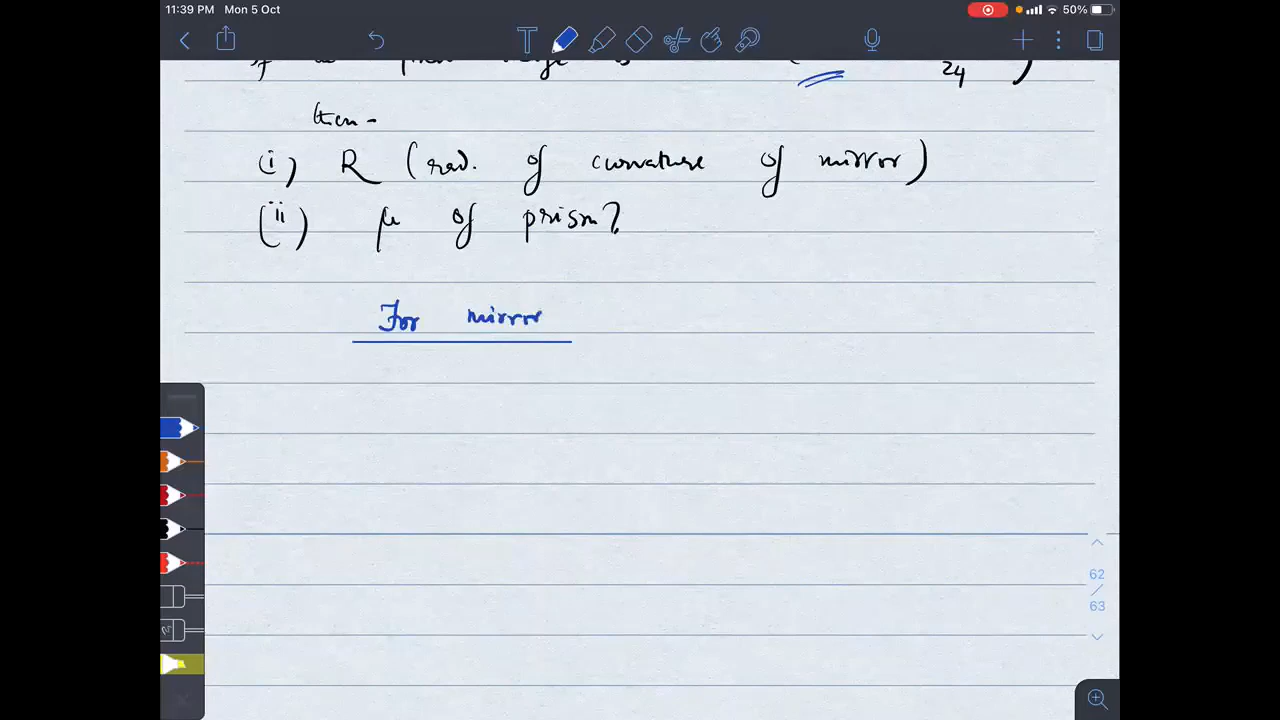 11:39 PM Mon 5 Oct 50%
T
24 )
then -
(i) R (rad. of curvature of mirror)
(ii) μ of prism?
For mirror
62
/
63